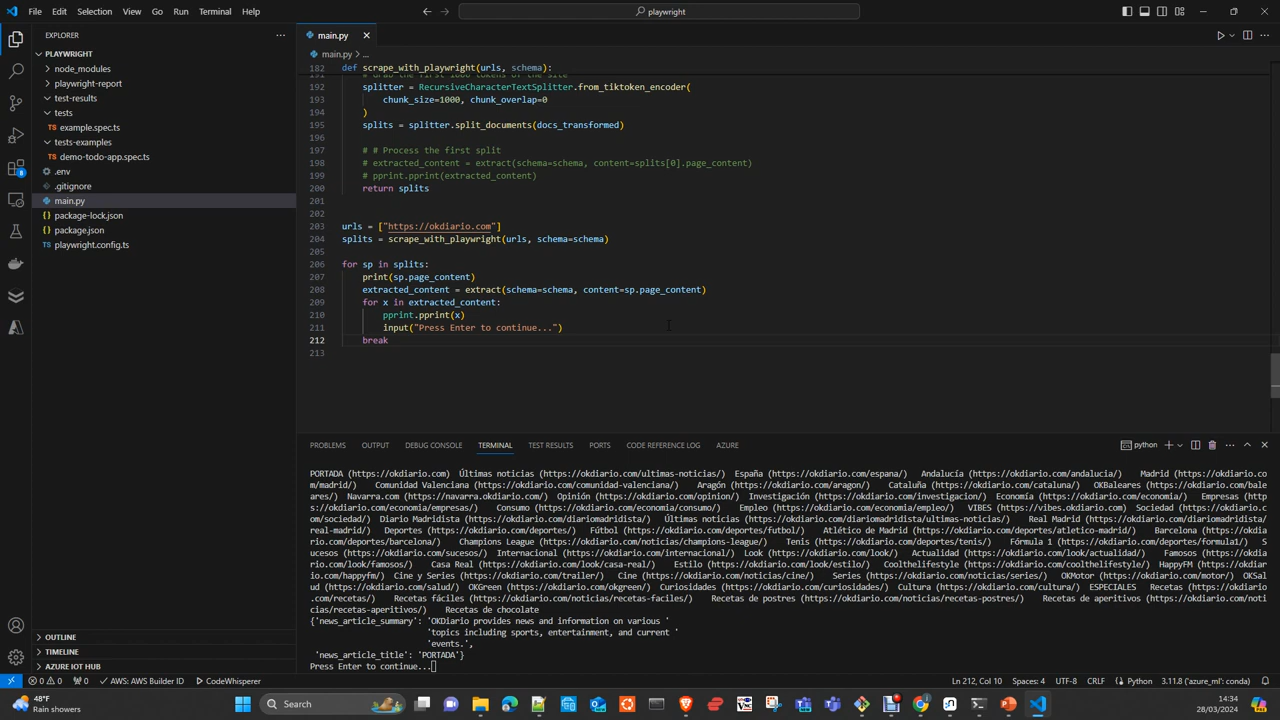 File Edit Selection View Go Run Terminal Help
playwright
EXPLORER
main.py
PLAYWRIGHT
main.py > ...
node_modules
182 def scrape_with_playwright(urls, schema):
playwright-report
191 # Grab the first 1000 tokens of the site
test-results
192 splitter = RecursiveCharacterTextSplitter.from_tiktoken_encoder(
193 chunk_size=1000, chunk_overlap=0
tests
194 )
example.spec.ts
195 splits = splitter.split_documents(docs_transformed)
196
tests-examples
197 # # Process the first split
demo-todo-app.spec.ts
198 # extracted_content = extract(schema=schema, content=splits[0].page_content)
.env
199 # pprint.pprint(extracted_content)
.gitignore
200 return splits
main.py
201
package-lock.json
202
package.json
203 urls = ["https://okdiario.com"]
204 splits = scrape_with_playwright(urls, schema=schema)
playwright.config.ts
205
206 for sp in splits:
207 print(sp.page_content)
208 extracted_content = extract(schema=schema, content=sp.page_content)
209 for x in extracted_content:
210 pprint.pprint(x)
211 input("Press Enter to continue...")
212 break
213
PROBLEMS OUTPUT DEBUG CONSOLE TERMINAL TEST RESULTS PORTS CODE REFERENCE LOG AZURE
python
PORTADA (https://okdiario.com) Últimas noticias (https://okdiario.com/ultimas-noticias/) España (https://okdiario.com/espana/) Andalucía (https://okdiario.com/andalucia/) Madrid (https://okdiario.co
m/madrid/) Comunidad Valenciana (https://okdiario.com/comunidad-valenciana/) Aragón (https://okdiario.com/aragon/) Cataluña (https://okdiario.com/cataluna/) OKBaleares (https://okdiario.com/bale
ares/) Navarra.com (https://navarra.okdiario.com/) Opinión (https://okdiario.com/opinion/) Investigación (https://okdiario.com/investigacion/) Economía (https://okdiario.com/economia/) Empresas (http
s://okdiario.com/economia/empresas/) Consumo (https://okdiario.com/economia/consumo/) Empleo (https://okdiario.com/economia/empleo/) VIBES (https://vibes.okdiario.com) Sociedad (https://okdiario.c
om/sociedad/) Diario Madridista (https://okdiario.com/diariomadridista/) Últimas noticias (https://okdiario.com/diariomadridista/ultimas-noticias/) Real Madrid (https://okdiario.com/diariomadridista/
real-madrid/) Deportes (https://okdiario.com/deportes/) Fútbol (https://okdiario.com/deportes/futbol/) Atlético de Madrid (https://okdiario.com/deportes/atletico-madrid/) Barcelona (https://okdiario
.com/deportes/barcelona/) Champions League (https://okdiario.com/noticias/champions-league/) Tenis (https://okdiario.com/deportes/tenis/) Fórmula 1 (https://okdiario.com/deportes/formula1/) S
ucesos (https://okdiario.com/sucesos/) Internacional (https://okdiario.com/internacional/) Look (https://okdiario.com/look/) Actualidad (https://okdiario.com/look/actualidad/) Famosos (https://okdiar
io.com/look/famosos/) Casa Real (https://okdiario.com/look/casa-real/) Estilo (https://okdiario.com/look/estilo/) Coolthelifestyle (https://okdiario.com/coolthelifestyle/) HappyFM (https://okdiario.c
om/happyfm/) Cine y Series (https://okdiario.com/trailer/) Cine (https://okdiario.com/noticias/cine/) Series (https://okdiario.com/noticias/series/) OKMotor (https://okdiario.com/motor/) OKSal
ud (https://okdiario.com/salud/) OKGreen (https://okdiario.com/okgreen/) Curiosidades (https://okdiario.com/curiosidades/) Cultura (https://okdiario.com/cultura/) ESPECIALES Recetas (https://okdiario
.com/recetas/) Recetas fáciles (https://okdiario.com/noticias/recetas-faciles/) Recetas de postres (https://okdiario.com/noticias/recetas-postres/) Recetas de aperitivos (https://okdiario.com/noti
cias/recetas-aperitivos/) Recetas de chocolate
{'news_article_summary': 'OKDiario provides news and information on various '
'topics including sports, entertainment, and current '
'events.',
'news_article_title': 'PORTADA'}
Press Enter to continue...
OUTLINE
TIMELINE
AZURE IOT HUB
0 0 0 AWS: AWS Builder ID CodeWhisperer Ln 212, Col 10 Spaces: 4 UTF-8 CRLF Python 3.11.8 ('azure_ml': conda)
48°F
Rain showers
Search
14:34
28/03/2024